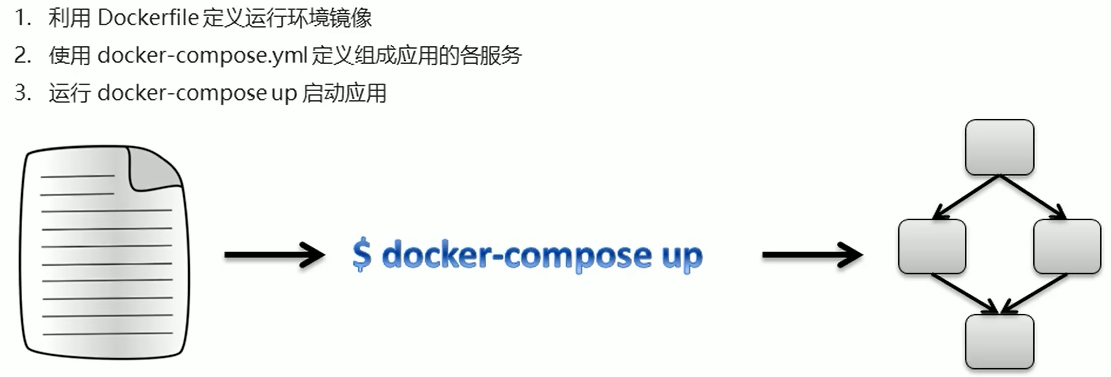 1. 利用 Dockerfile 定义运行环境镜像
2. 使用 docker-compose.yml 定义组成应用的各服务
3. 运行 docker-compose up 启动应用
$ docker-compose up